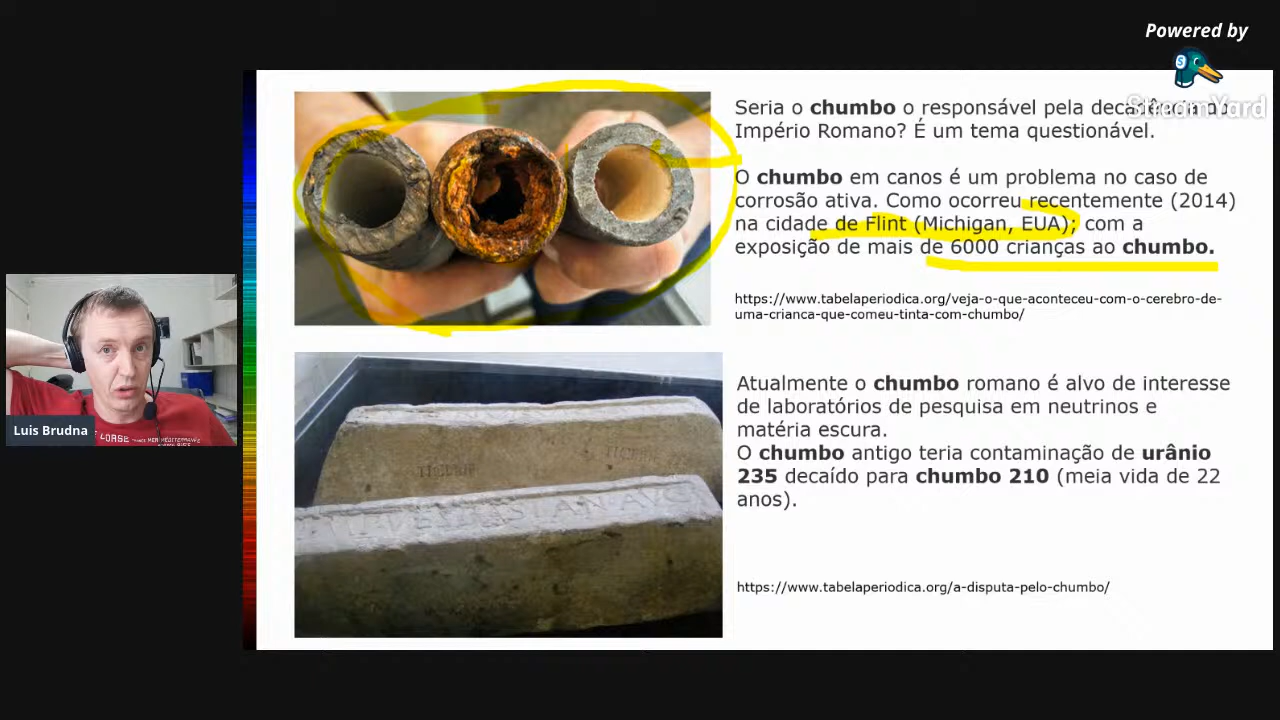 Powered by
StreamYard
Seria o chumbo o responsável pela decadência do
Império Romano? É um tema questionável.
O chumbo em canos é um problema no caso de
corrosão ativa. Como ocorreu recentemente (2014)
na cidade de Flint (Michigan, EUA); com a
exposição de mais de 6000 crianças ao chumbo.
https://www.tabelaperiodica.org/veja-o-que-aconteceu-com-o-cerebro-de-
uma-crianca-que-comeu-tinta-com-chumbo/
Luis Brudna
Atualmente o chumbo romano é alvo de interesse
de laboratórios de pesquisa em neutrinos e
matéria escura.
O chumbo antigo teria contaminação de urânio
235 decaído para chumbo 210 (meia vida de 22
anos).
https://www.tabelaperiodica.org/a-disputa-pelo-chumbo/